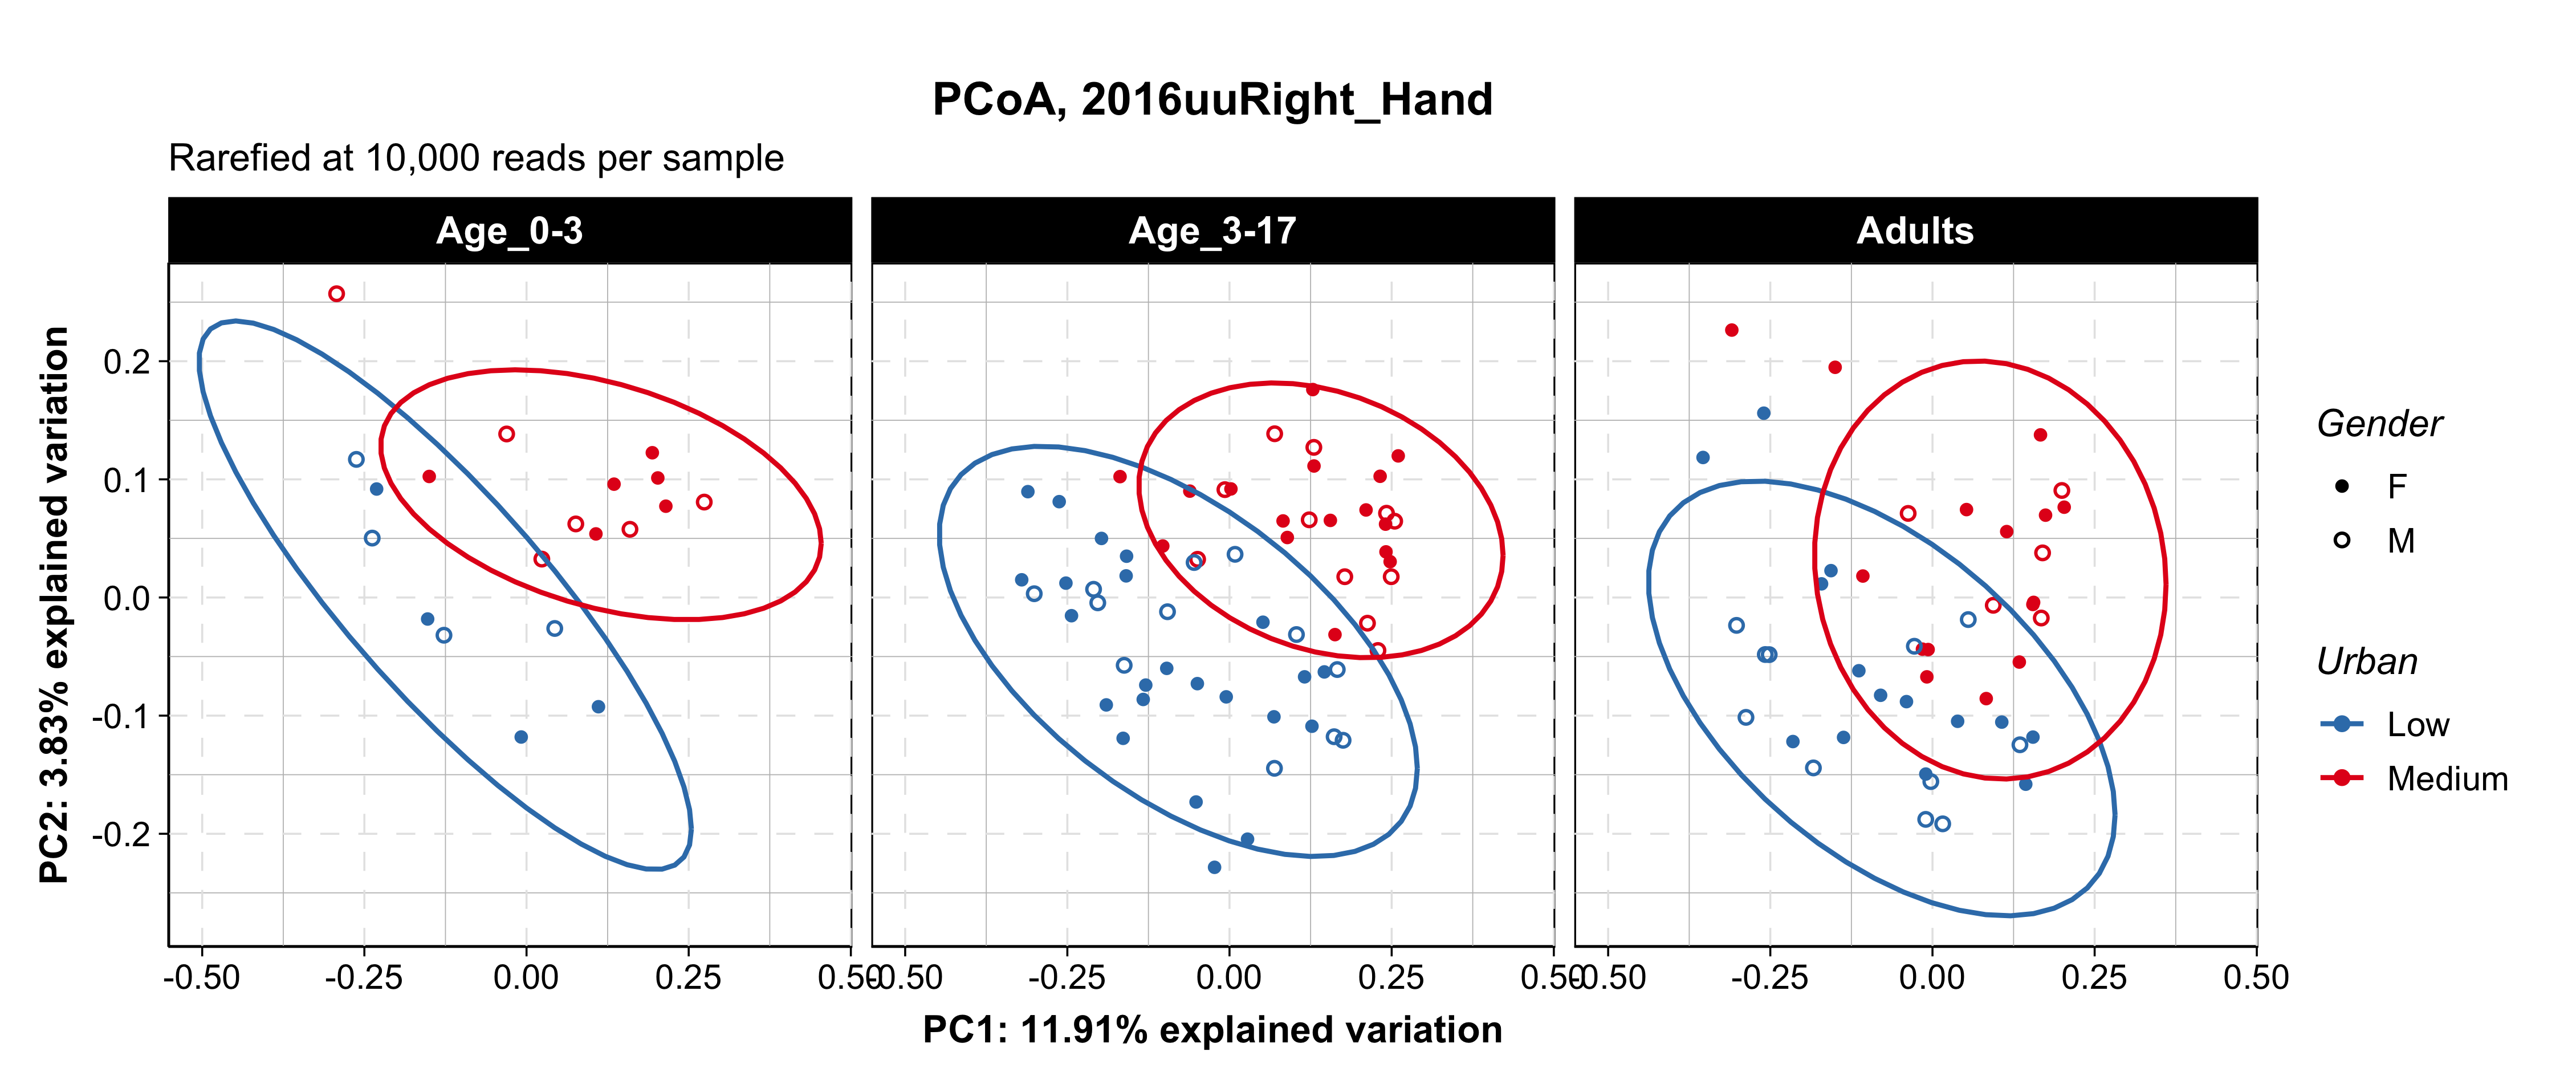 PCoA, 2016uuRight_Hand
Rarefied at 10,000 reads per sample
Age_0-3
Age_3-17
Adults
PC2: 3.83% explained variation
0.2
0.1
0.0
-0.1
-0.2
-0.50 -0.25 0.00 0.25 0.50
-0.50 -0.25 0.00 0.25 0.50
-0.50 -0.25 0.00 0.25 0.50
PC1: 11.91% explained variation
Gender
F
M
Urban
Low
Medium